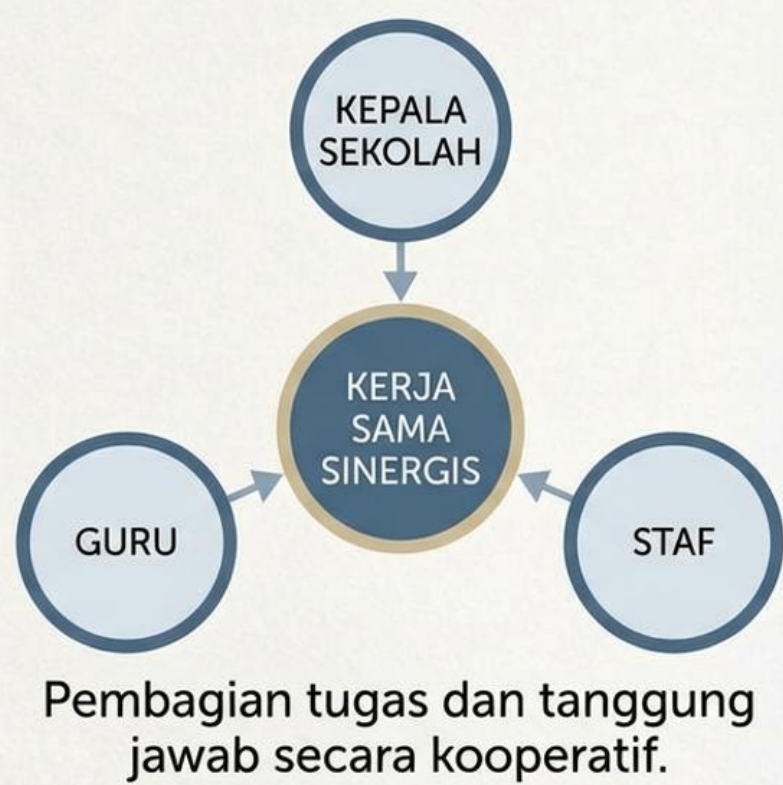 KEPALA
SEKOLAH
KERJA
SAMA
SINERGIS
GURU
STAF
Pembagian tugas dan tanggung
jawab secara kooperatif.